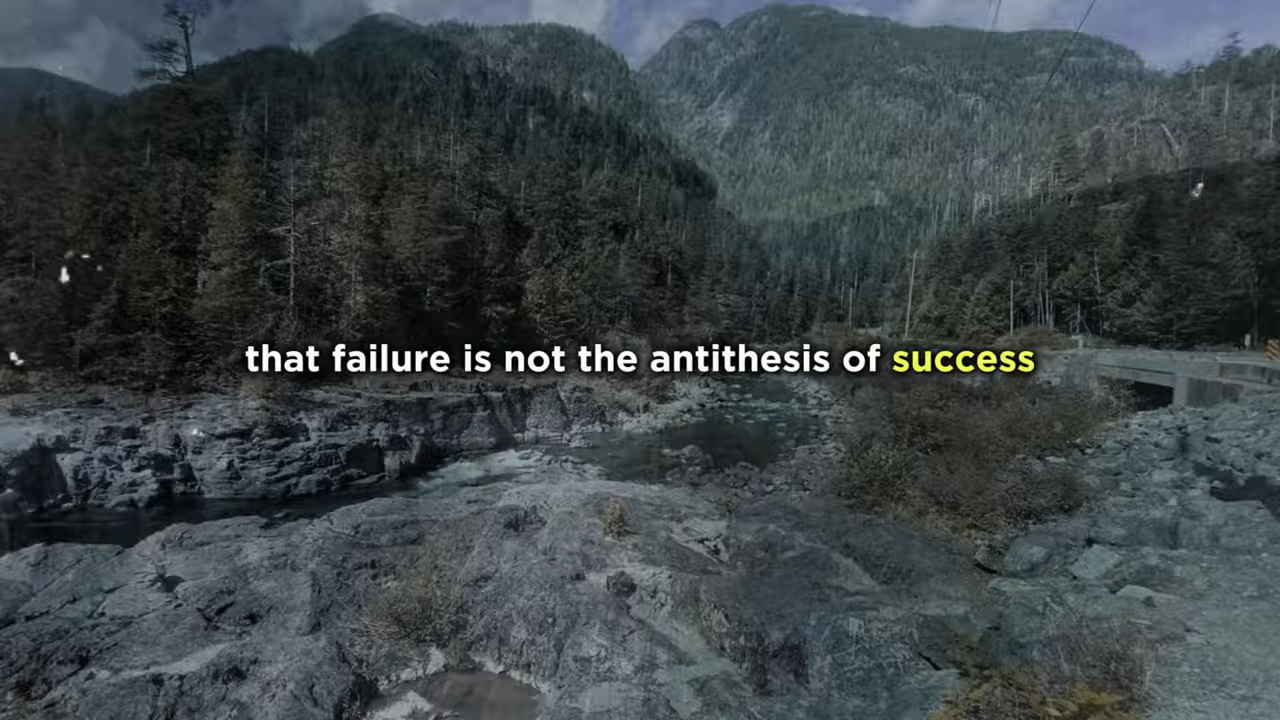 that failure is not the antithesis of success